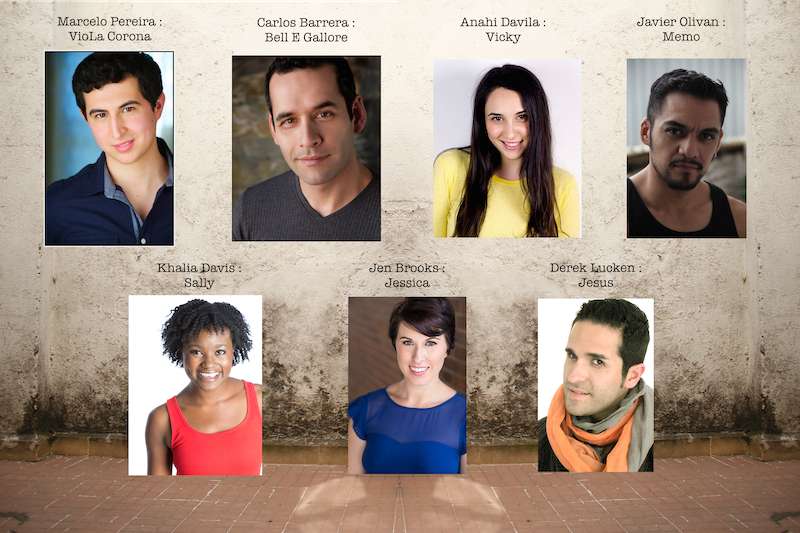 Marcelo Pereira :
VioLa Corona
Carlos Barrera :
Bell E Gallore
Anahi Davila :
Vicky
Javier Olivan :
Memo
Khalia Davis :
Sally
Jen Brooks :
Jessica
Derek Lucken :
Jesus